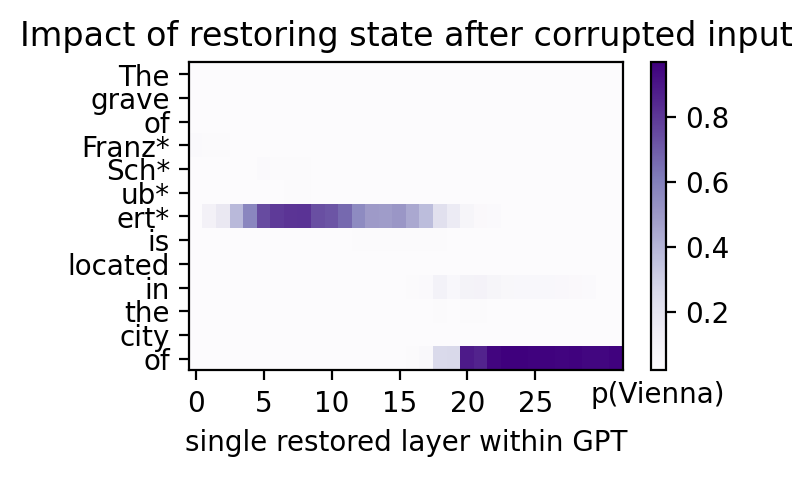 Impact of restoring state after corrupted input
The
grave
of
Franz*
Sch*
ub*
ert*
is
located
in
the
city
of
0 5 10 15 20 25
single restored layer within GPT
0.8
0.6
0.4
0.2
p(Vienna)